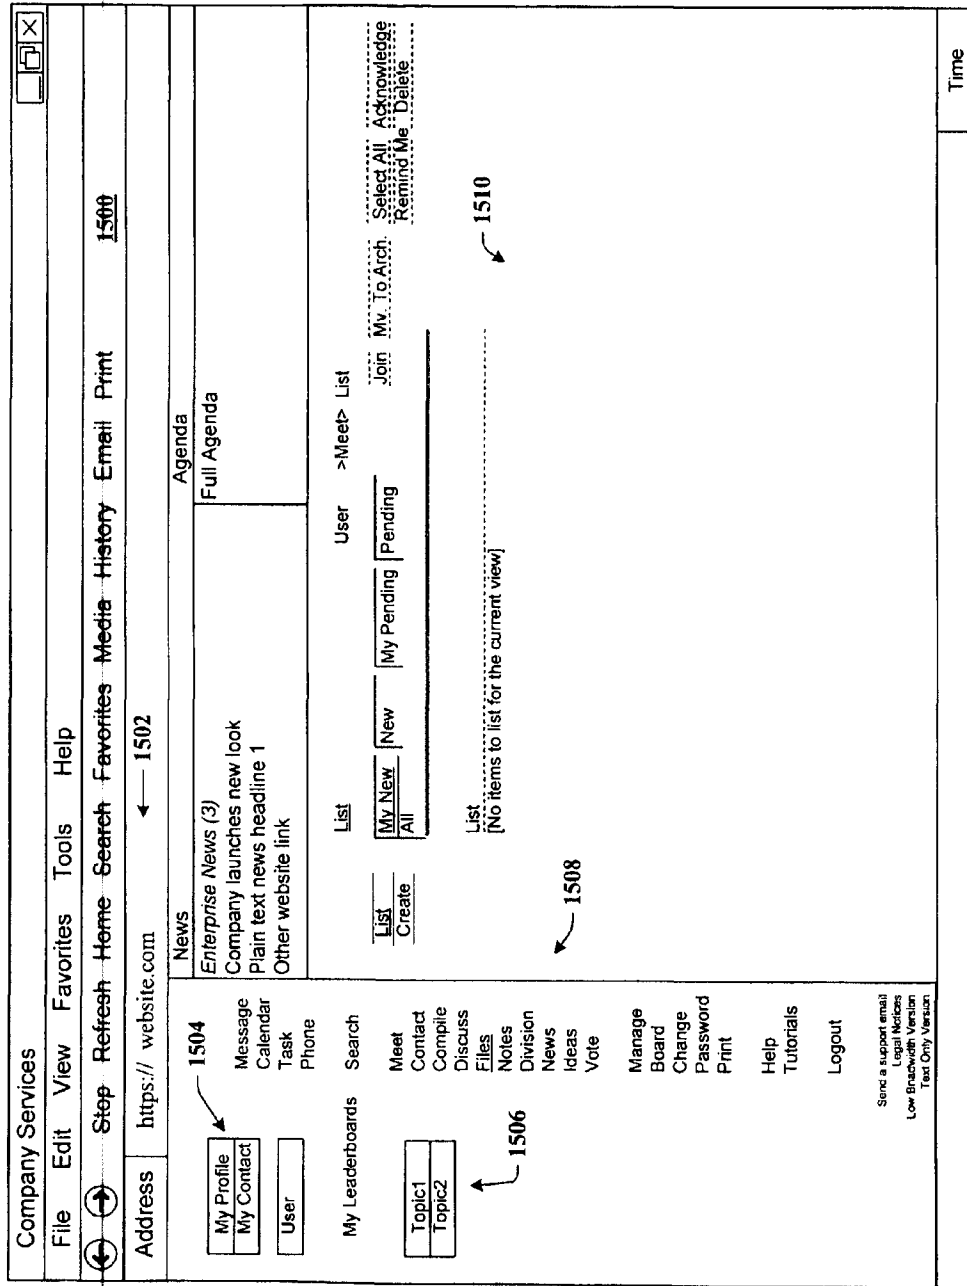 Company Services
File Edit View Favorites Tools Help
Stop Refresh Home Search Favorites Media History Email Print 1500
Address https:// website.com 1502
News
Agenda
Enterprise News (3)
Company launches new look
Plain text news headline 1
Other website link
Full Agenda
1504
My Profile
My Contact
User
Message
Calendar
Task
Phone
My Leaderboards
Search
Topic1
Topic2
1506
Meet
Contact
Compile
Discuss
Files
Notes
Division
News
Ideas
Vote
Manage
Board
Change
Password
Print
Help
Tutorials
Logout
Send a support email
Legal Notices
Low Bnadwidth Version
Text Only Version
1508
List
User >Meet> List
List
Create
My New New My Pending Pending
All
Join Mv. To Arch. Select All Acknowledge
Remind Me Delete
List
[No items to list for the current view]
1510
Time